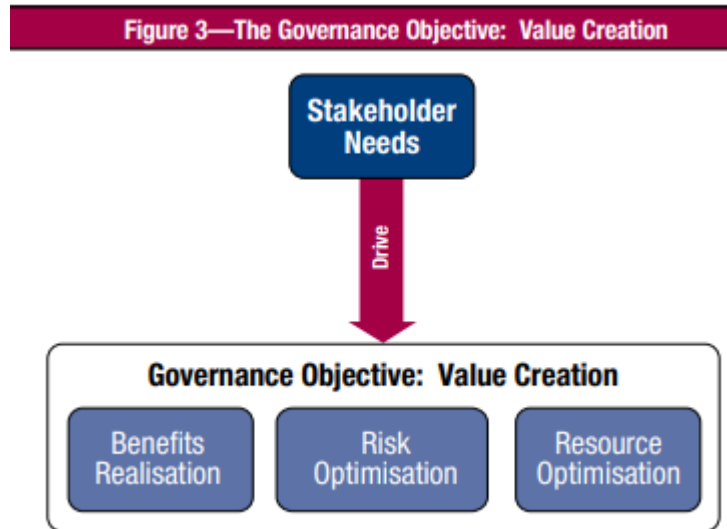 Figure 3—The Governance Objective: Value Creation
Stakeholder
Needs
Drive
Governance Objective: Value Creation
Benefits
Realisation
Risk
Optimisation
Resource
Optimisation